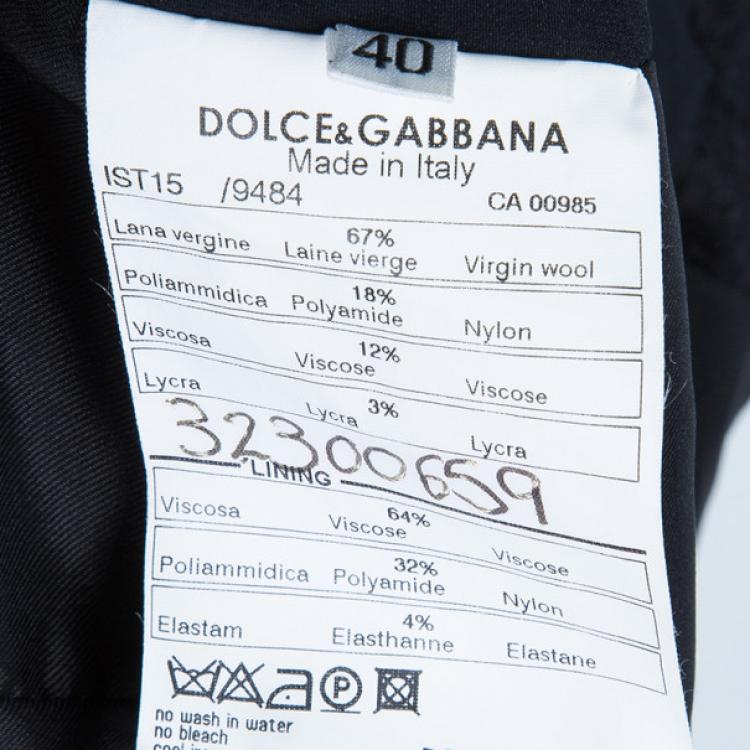 40
DOLCE&GABBANA
Made in Italy
IST15 /9484 CA 00985
67%
Lana vergine Laine vierge Virgin wool
18%
Poliammidica Polyamide Nylon
12%
Viscosa Viscose Viscose
3%
Lycra Lycra Lycra
32300659
LINING
64%
Viscosa Viscose Viscose
32%
Poliammidica Polyamide Nylon
4%
Elastam Elasthanne Elastane
P
no wash in water
no bleach